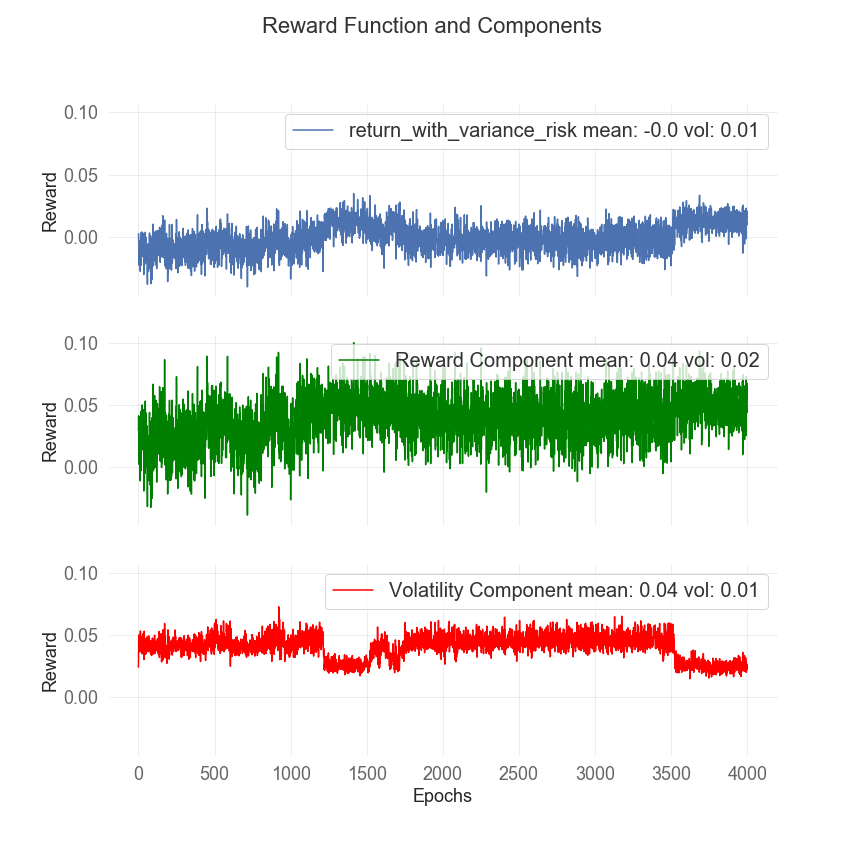 Reward Function and Components
0.10
return_with_variance_risk mean: -0.0 vol: 0.01
0.05
0.00
Reward
0.10
Reward Component mean: 0.04 vol: 0.02
0.05
0.00
Reward
0.10
Volatility Component mean: 0.04 vol: 0.01
0.05
0.00
Reward
0 500 1000 1500 2000 2500 3000 3500 4000
Epochs